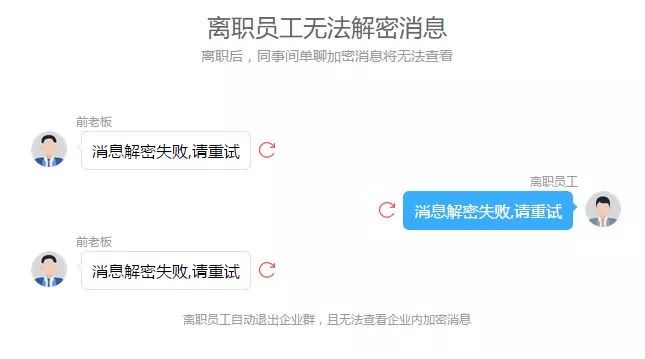 离职员工无法解密消息
离职后，同事间单聊加密消息将无法查看
前老板
消息解密失败,请重试
离职员工
消息解密失败,请重试
前老板
消息解密失败,请重试
离职员工自动退出企业群，且无法查看企业内加密消息